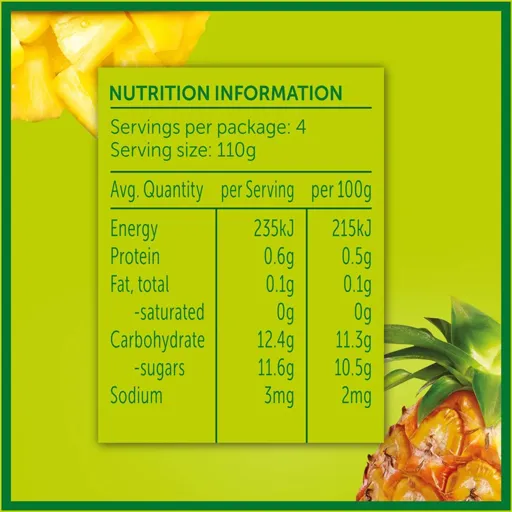 NUTRITION INFORMATION
Servings per package: 4
Serving size: 110g
Avg. Quantity per Serving per 100g
Energy 235kJ 215kJ
Protein 0.6g 0.5g
Fat, total 0.1g 0.1g
-saturated 0g 0g
Carbohydrate 12.4g 11.3g
-sugars 11.6g 10.5g
Sodium 3mg 2mg